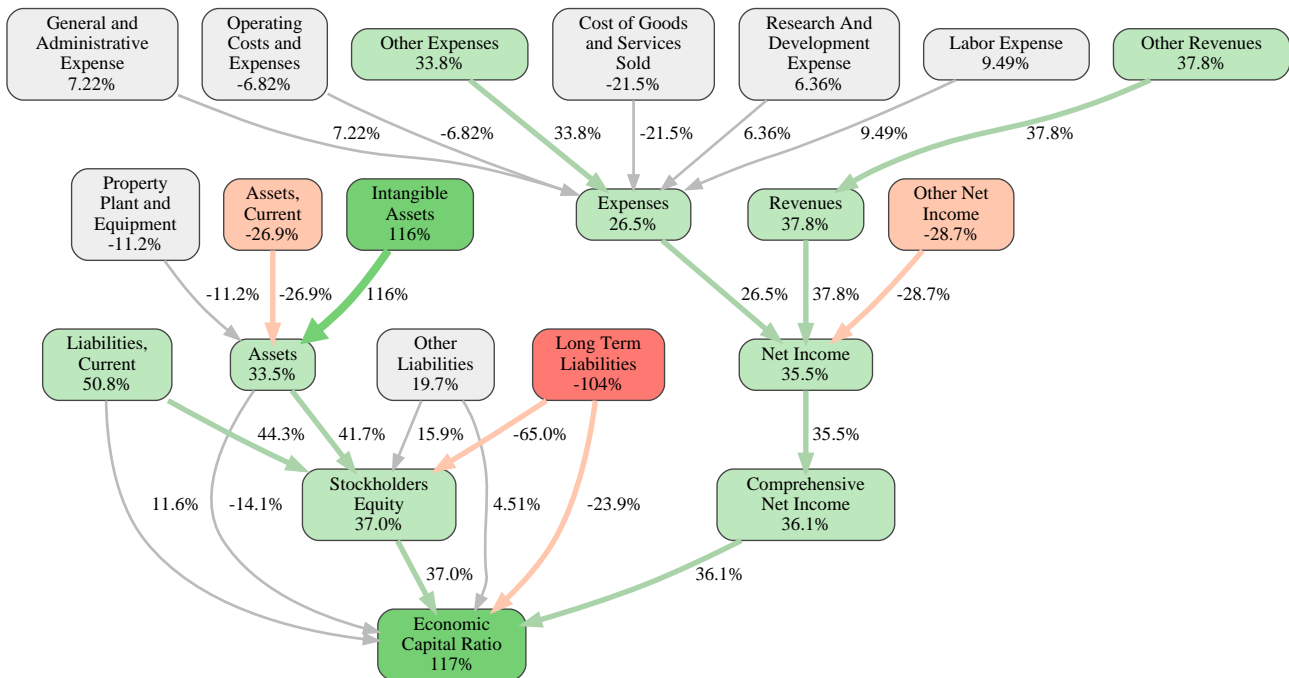 General and
Administrative
Expense
7.22%
Operating
Costs and
Expenses
-6.82%
Other Expenses
33.8%
Cost of Goods
and Services
Sold
-21.5%
Research And
Development
Expense
6.36%
Labor Expense
9.49%
Other Revenues
37.8%
7.22%
-6.82%
33.8%
-21.5%
6.36%
9.49%
37.8%
Property
Plant and
Equipment
-11.2%
Assets,
Current
-26.9%
Intangible
Assets
116%
Expenses
26.5%
Revenues
37.8%
Other Net
Income
-28.7%
-11.2%
-26.9%
116%
26.5%
37.8%
-28.7%
Liabilities,
Current
50.8%
Assets
33.5%
Other
Liabilities
19.7%
Long Term
Liabilities
-104%
Net Income
35.5%
44.3%
41.7%
15.9%
-65.0%
35.5%
Stockholders
Equity
37.0%
Comprehensive
Net Income
36.1%
11.6%
-14.1%
4.51%
-23.9%
37.0%
36.1%
Economic
Capital Ratio
117%